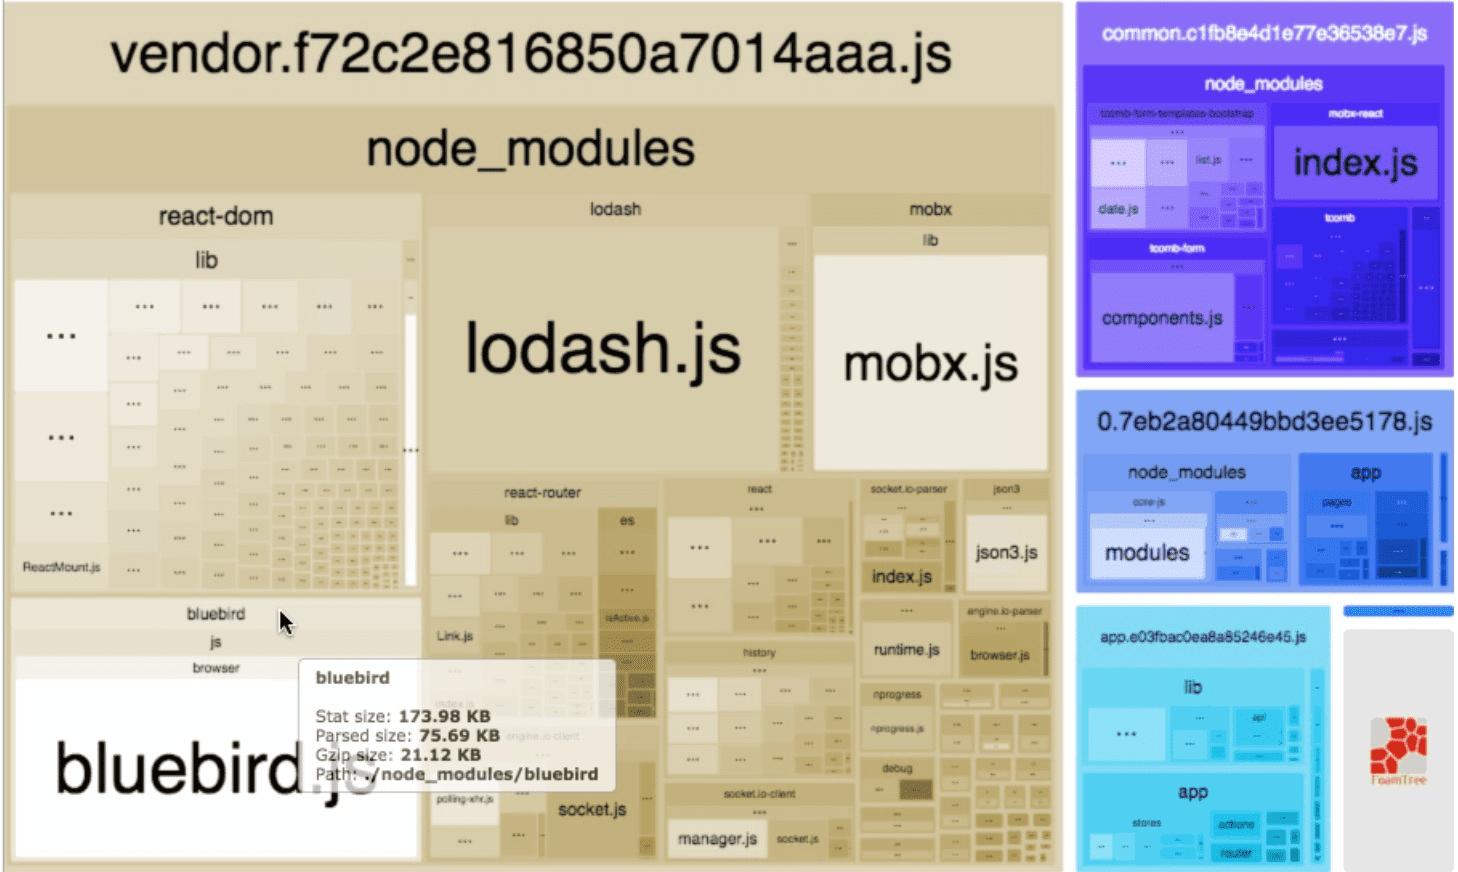 vendor.f72c2e816850a7014aaa.js
node_modules
react-dom
lib
ReactMount.js
bluebird
js
browser
bluebird.js
lodash
lodash.js
mobx
lib
mobx.js
react-router
lib
es
Link.js
isActive.js
index.js
react
history
engine.io-client
polling-xhr.js
socket.js
socket.io-client
manager.js
socket.js
socket.io-parser
index.js
json3
json3.js
runtime.js
engine.io-parser
browser.js
nprogress
nprogress.js
debug
bluebird
Stat size: 173.98 KB
Parsed size: 75.69 KB
Gzip size: 21.12 KB
Path: ./node_modules/bluebird
common.c1fb8e4d1e77e36538e7.js
node_modules
tcomb-form-templates-bootstrap
list.js
date.js
mobx-react
index.js
tcomb-form
components.js
tcomb
0.7eb2a80449bbd3ee5178.js
node_modules
core-js
modules
app
pages
app.e03fbac0ea8a85246e45.js
lib
api
app
stores
actions
router
FoamTree